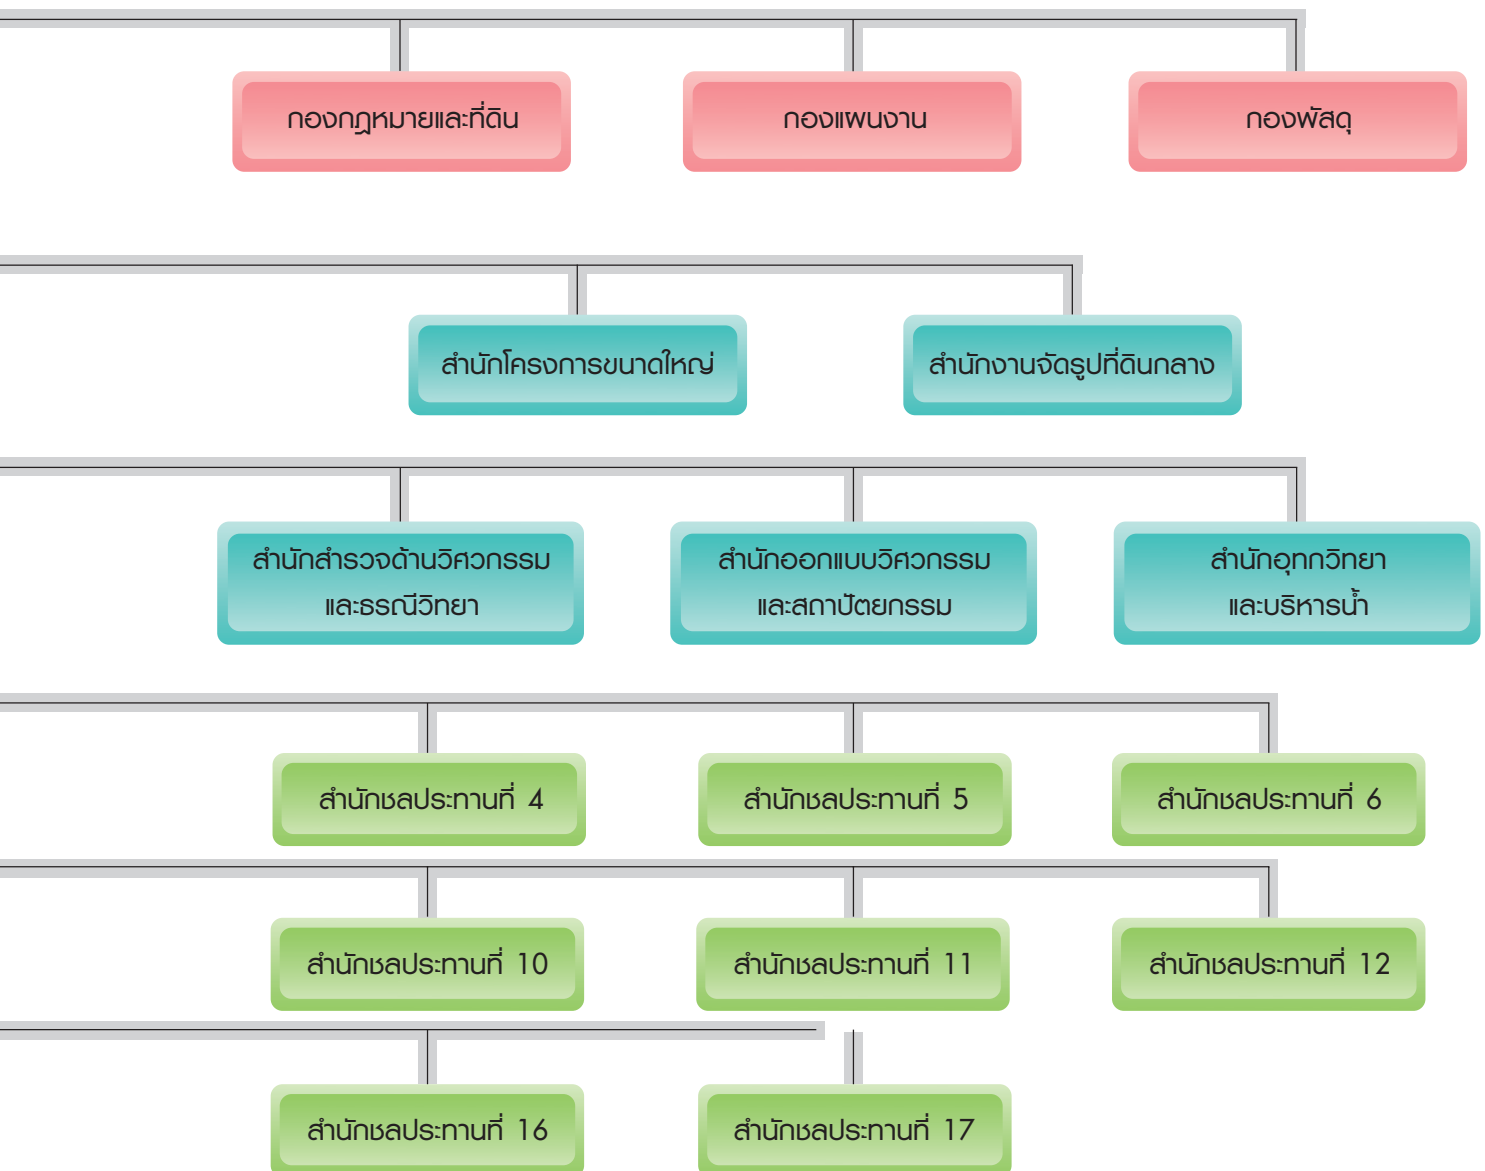 กองกฎหมายและที่ดิน
กองแผนงาน
กองพัสดุ
สำนักโครงการขนาดใหญ่
สำนักงานจัดรูปที่ดินกลาง
สำนักสำรวจด้านวิศวกรรม
และธรณีวิทยา
สำนักออกแบบวิศวกรรม
และสถาปัตยกรรม
สำนักอุทกวิทยา
และบริหารน้ำ
สำนักชลประทานที่ 4
สำนักชลประทานที่ 5
สำนักชลประทานที่ 6
สำนักชลประทานที่ 10
สำนักชลประทานที่ 11
สำนักชลประทานที่ 12
สำนักชลประทานที่ 16
สำนักชลประทานที่ 17